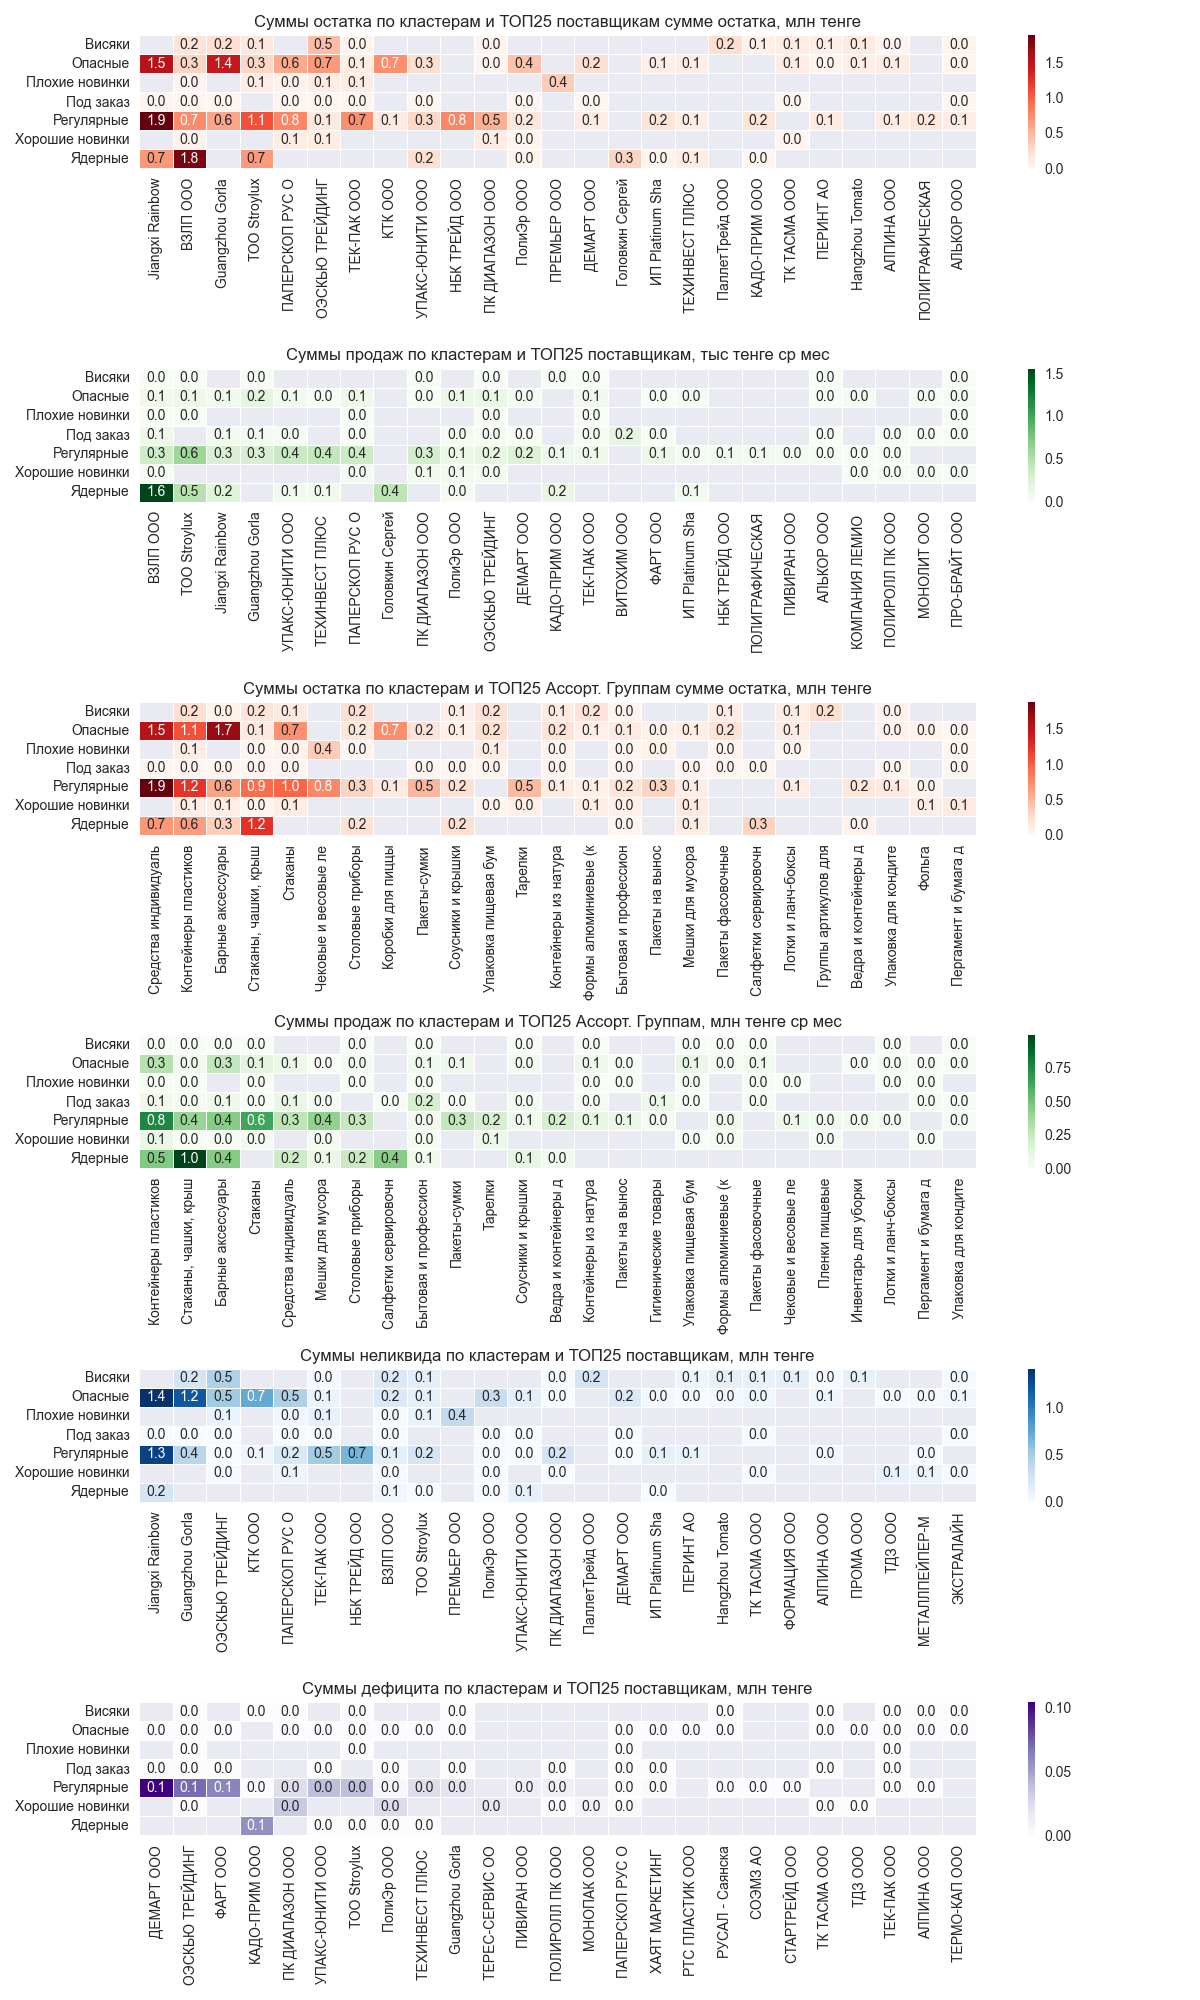 Суммы остатка по кластерам и ТОП25 поставщикам сумме остатка, млн тенге
Висяки 0.2 0.2 0.1 0.5 0.0 0.0 0.2 0.1 0.1 0.1 0.1 0.0 0.0
Опасные 1.5 0.3 1.4 0.3 0.6 0.7 0.1 0.7 0.3 0.0 0.4 0.2 0.1 0.1 0.1 0.0 0.1 0.1 0.0
Плохие новинки 0.0 0.1 0.0 0.1 0.1 0.4
Под заказ 0.0 0.0 0.0 0.0 0.0 0.0 0.0 0.0 0.0 0.0 0.0
Регулярные 1.9 0.7 0.6 1.1 0.8 0.1 0.7 0.1 0.3 0.8 0.5 0.2 0.1 0.2 0.1 0.2 0.1 0.1 0.2 0.1
Хорошие новинки 0.0 0.1 0.1 0.1 0.0 0.0
Ядерные 0.7 1.8 0.7 0.2 0.0 0.3 0.0 0.1 0.0
Jiangxi Rainbow
ВЗЛП ООО
Guangzhou Gorla
ТОО Stroylux
ПАПЕРСКОП РУС О
ОЭСКЬЮ ТРЕЙДИНГ
ТЕК-ПАК ООО
КТК ООО
УПАКС-ЮНИТИ ООО
НБК ТРЕЙД ООО
ПК ДИАПАЗОН ООО
ПолиЭр ООО
ПРЕМЬЕР ООО
ДЕМАРТ ООО
Головкин Сергей
ИП Platinum Sha
ТЕХИНВЕСТ ПЛЮС
ПаллетТрейд ООО
КАДО-ПРИМ ООО
ТК ТАСМА ООО
ПЕРИНТ АО
Hangzhou Tomato
АЛПИНА ООО
ПОЛИГРАФИЧЕСКАЯ
АЛЬКОР ООО
1.5
1.0
0.5
0.0
Суммы продаж по кластерам и ТОП25 поставщикам, тыс тенге ср мес
Висяки 0.0 0.0 0.0 0.0 0.0 0.0 0.0 0.0 0.0
Опасные 0.1 0.1 0.1 0.2 0.1 0.0 0.1 0.0 0.1 0.1 0.0 0.1 0.0 0.0 0.0 0.0 0.0 0.0
Плохие новинки 0.0 0.0 0.0 0.0 0.0 0.0
Под заказ 0.1 0.1 0.1 0.0 0.0 0.0 0.0 0.0 0.0 0.2 0.0 0.0 0.0 0.0 0.0
Регулярные 0.3 0.6 0.3 0.3 0.4 0.4 0.4 0.3 0.1 0.2 0.2 0.1 0.1 0.1 0.0 0.1 0.1 0.0 0.0 0.0 0.0
Хорошие новинки 0.0 0.0 0.1 0.1 0.0 0.0 0.0 0.0 0.0
Ядерные 1.6 0.5 0.2 0.1 0.1 0.4 0.0 0.2 0.1
ВЗЛП ООО
ТОО Stroylux
Jiangxi Rainbow
Guangzhou Gorla
УПАКС-ЮНИТИ ООО
ТЕХИНВЕСТ ПЛЮС
ПАПЕРСКОП РУС О
Головкин Сергей
ПК ДИАПАЗОН ООО
ПолиЭр ООО
ОЭСКЬЮ ТРЕЙДИНГ
ДЕМАРТ ООО
КАДО-ПРИМ ООО
ТЕК-ПАК ООО
ВИТОХИМ ООО
ФАРТ ООО
ИП Platinum Sha
НБК ТРЕЙД ООО
ПОЛИГРАФИЧЕСКАЯ
ПИВИРАН ООО
АЛЬКОР ООО
КОМПАНИЯ ЛЕМИО
ПОЛИРОЛЛ ПК ООО
МОНОЛИТ ООО
ПРО-БРАЙТ ООО
1.5
1.0
0.5
0.0
Суммы остатка по кластерам и ТОП25 Ассорт. Группам сумме остатка, млн тенге
Висяки 0.2 0.0 0.2 0.1 0.2 0.1 0.2 0.1 0.2 0.0 0.1 0.1 0.2 0.0
Опасные 1.5 1.1 1.7 0.1 0.7 0.2 0.7 0.2 0.1 0.2 0.2 0.1 0.1 0.0 0.1 0.2 0.1 0.0 0.0 0.0
Плохие новинки 0.1 0.0 0.0 0.4 0.0 0.1 0.0 0.0 0.0 0.0 0.0
Под заказ 0.0 0.0 0.0 0.0 0.0 0.0 0.0 0.0 0.0 0.0 0.0 0.0 0.0 0.0 0.0
Регулярные 1.9 1.2 0.6 0.9 1.0 0.8 0.3 0.1 0.5 0.2 0.5 0.1 0.1 0.2 0.3 0.1 0.1 0.2 0.1 0.0
Хорошие новинки 0.1 0.1 0.0 0.1 0.0 0.0 0.1 0.0 0.1 0.1 0.1
Ядерные 0.7 0.6 0.3 1.2 0.2 0.2 0.0 0.1 0.3 0.0
Средства индивидуаль
Контейнеры пластиков
Барные аксессуары
Стаканы, чашки, крыш
Стаканы
Чековые и весовые ле
Столовые приборы
Коробки для пиццы
Пакеты-сумки
Соусники и крышки
Упаковка пищевая бум
Тарелки
Контейнеры из натура
Формы алюминиевые (к
Бытовая и профессион
Пакеты на вынос
Мешки для мусора
Пакеты фасовочные
Салфетки сервировочн
Лотки и ланч-боксы
Группы артикулов для
Ведра и контейнеры д
Упаковка для кондите
Фольга
Пергамент и бумага д
1.5
1.0
0.5
0.0
Суммы продаж по кластерам и ТОП25 Ассорт. Группам, млн тенге ср мес
Висяки 0.0 0.0 0.0 0.0 0.0 0.0 0.0 0.0 0.0 0.0 0.0 0.0 0.0
Опасные 0.3 0.0 0.3 0.1 0.1 0.0 0.0 0.1 0.1 0.0 0.1 0.0 0.1 0.0 0.1 0.0 0.0 0.0 0.0
Плохие новинки 0.0 0.0 0.0 0.0 0.0 0.0 0.0 0.0 0.0 0.0
Под заказ 0.1 0.0 0.1 0.0 0.1 0.0 0.0 0.2 0.0 0.0 0.0 0.1 0.0 0.0 0.0 0.0
Регулярные 0.8 0.4 0.4 0.6 0.3 0.4 0.3 0.0 0.3 0.2 0.1 0.2 0.1 0.1 0.0 0.0 0.0 0.1 0.0 0.0 0.0 0.0
Хорошие новинки 0.1 0.0 0.0 0.0 0.0 0.0 0.1 0.0 0.0 0.0 0.0
Ядерные 0.5 1.0 0.4 0.2 0.1 0.2 0.4 0.1 0.1 0.0
Контейнеры пластиков
Стаканы, чашки, крыш
Барные аксессуары
Стаканы
Средства индивидуаль
Мешки для мусора
Столовые приборы
Салфетки сервировочн
Бытовая и профессион
Пакеты-сумки
Тарелки
Соусники и крышки
Ведра и контейнеры д
Контейнеры из натура
Пакеты на вынос
Гигиенические товары
Упаковка пищевая бум
Формы алюминиевые (к
Пакеты фасовочные
Чековые и весовые ле
Пленки пищевые
Инвентарь для уборки
Лотки и ланч-боксы
Пергамент и бумага д
Упаковка для кондите
0.75
0.50
0.25
0.00
Суммы неликвида по кластерам и ТОП25 поставщикам, млн тенге
Висяки 0.2 0.5 0.0 0.2 0.1 0.0 0.2 0.1 0.1 0.1 0.1 0.0 0.1 0.0
Опасные 1.4 1.2 0.5 0.7 0.5 0.1 0.2 0.1 0.3 0.1 0.0 0.2 0.0 0.0 0.0 0.0 0.1 0.0 0.0 0.1
Плохие новинки 0.1 0.0 0.1 0.0 0.1 0.4
Под заказ 0.0 0.0 0.0 0.0 0.0 0.0 0.0 0.0 0.0 0.0 0.0 0.0
Регулярные 1.3 0.4 0.0 0.1 0.2 0.5 0.7 0.1 0.2 0.0 0.0 0.2 0.0 0.1 0.1 0.0 0.0
Хорошие новинки 0.0 0.1 0.0 0.0 0.0 0.0 0.1 0.1 0.0
Ядерные 0.2 0.1 0.0 0.0 0.1 0.0
Jiangxi Rainbow
Guangzhou Gorla
ОЭСКЬЮ ТРЕЙДИНГ
КТК ООО
ПАПЕРСКОП РУС О
ТЕК-ПАК ООО
НБК ТРЕЙД ООО
ВЗЛП ООО
ТОО Stroylux
ПРЕМЬЕР ООО
ПолиЭр ООО
УПАКС-ЮНИТИ ООО
ПК ДИАПАЗОН ООО
ПаллетТрейд ООО
ДЕМАРТ ООО
ИП Platinum Sha
ПЕРИНТ АО
Hangzhou Tomato
ТК ТАСМА ООО
ФОРМАЦИЯ ООО
АЛПИНА ООО
ПРОМА ООО
ТДЗ ООО
МЕТАЛЛПЕЙПЕР-М
ЭКСТРАЛАЙН
1.0
0.5
0.0
Суммы дефицита по кластерам и ТОП25 поставщикам, млн тенге
Висяки 0.0 0.0 0.0 0.0 0.0 0.0 0.0 0.0 0.0
Опасные 0.0 0.0 0.0 0.0 0.0 0.0 0.0 0.0 0.0 0.0 0.0 0.0 0.0 0.0 0.0 0.0 0.0 0.0
Плохие новинки 0.0 0.0 0.0 0.0
Под заказ 0.0 0.0 0.0 0.0 0.0 0.0 0.0 0.0 0.0 0.0 0.0
Регулярные 0.1 0.1 0.1 0.0 0.0 0.0 0.0 0.0 0.0 0.0 0.0 0.0 0.0 0.0 0.0 0.0 0.0 0.0 0.0
Хорошие новинки 0.0 0.0 0.0 0.0 0.0 0.0 0.0 0.0 0.0
Ядерные 0.1 0.0 0.0 0.0 0.0
ДЕМАРТ ООО
ОЭСКЬЮ ТРЕЙДИНГ
ФАРТ ООО
КАДО-ПРИМ ООО
ПК ДИАПАЗОН ООО
УПАКС-ЮНИТИ ООО
ТОО Stroylux
ПолиЭр ООО
ТЕХИНВЕСТ ПЛЮС
Guangzhou Gorla
ТЕРЕС-СЕРВИС ОО
ПИВИРАН ООО
ПОЛИРОЛЛ ПК ООО
МОНОПАК ООО
ПАПЕРСКОП РУС О
ХАЯТ МАРКЕТИНГ
РТС ПЛАСТИК ООО
РУСАЛ - Саянска
СОЭМЗ АО
СТАРТРЕЙД ООО
ТК ТАСМА ООО
ТДЗ ООО
ТЕК-ПАК ООО
АЛПИНА ООО
ТЕРМО-КАП ООО
0.10
0.05
0.00